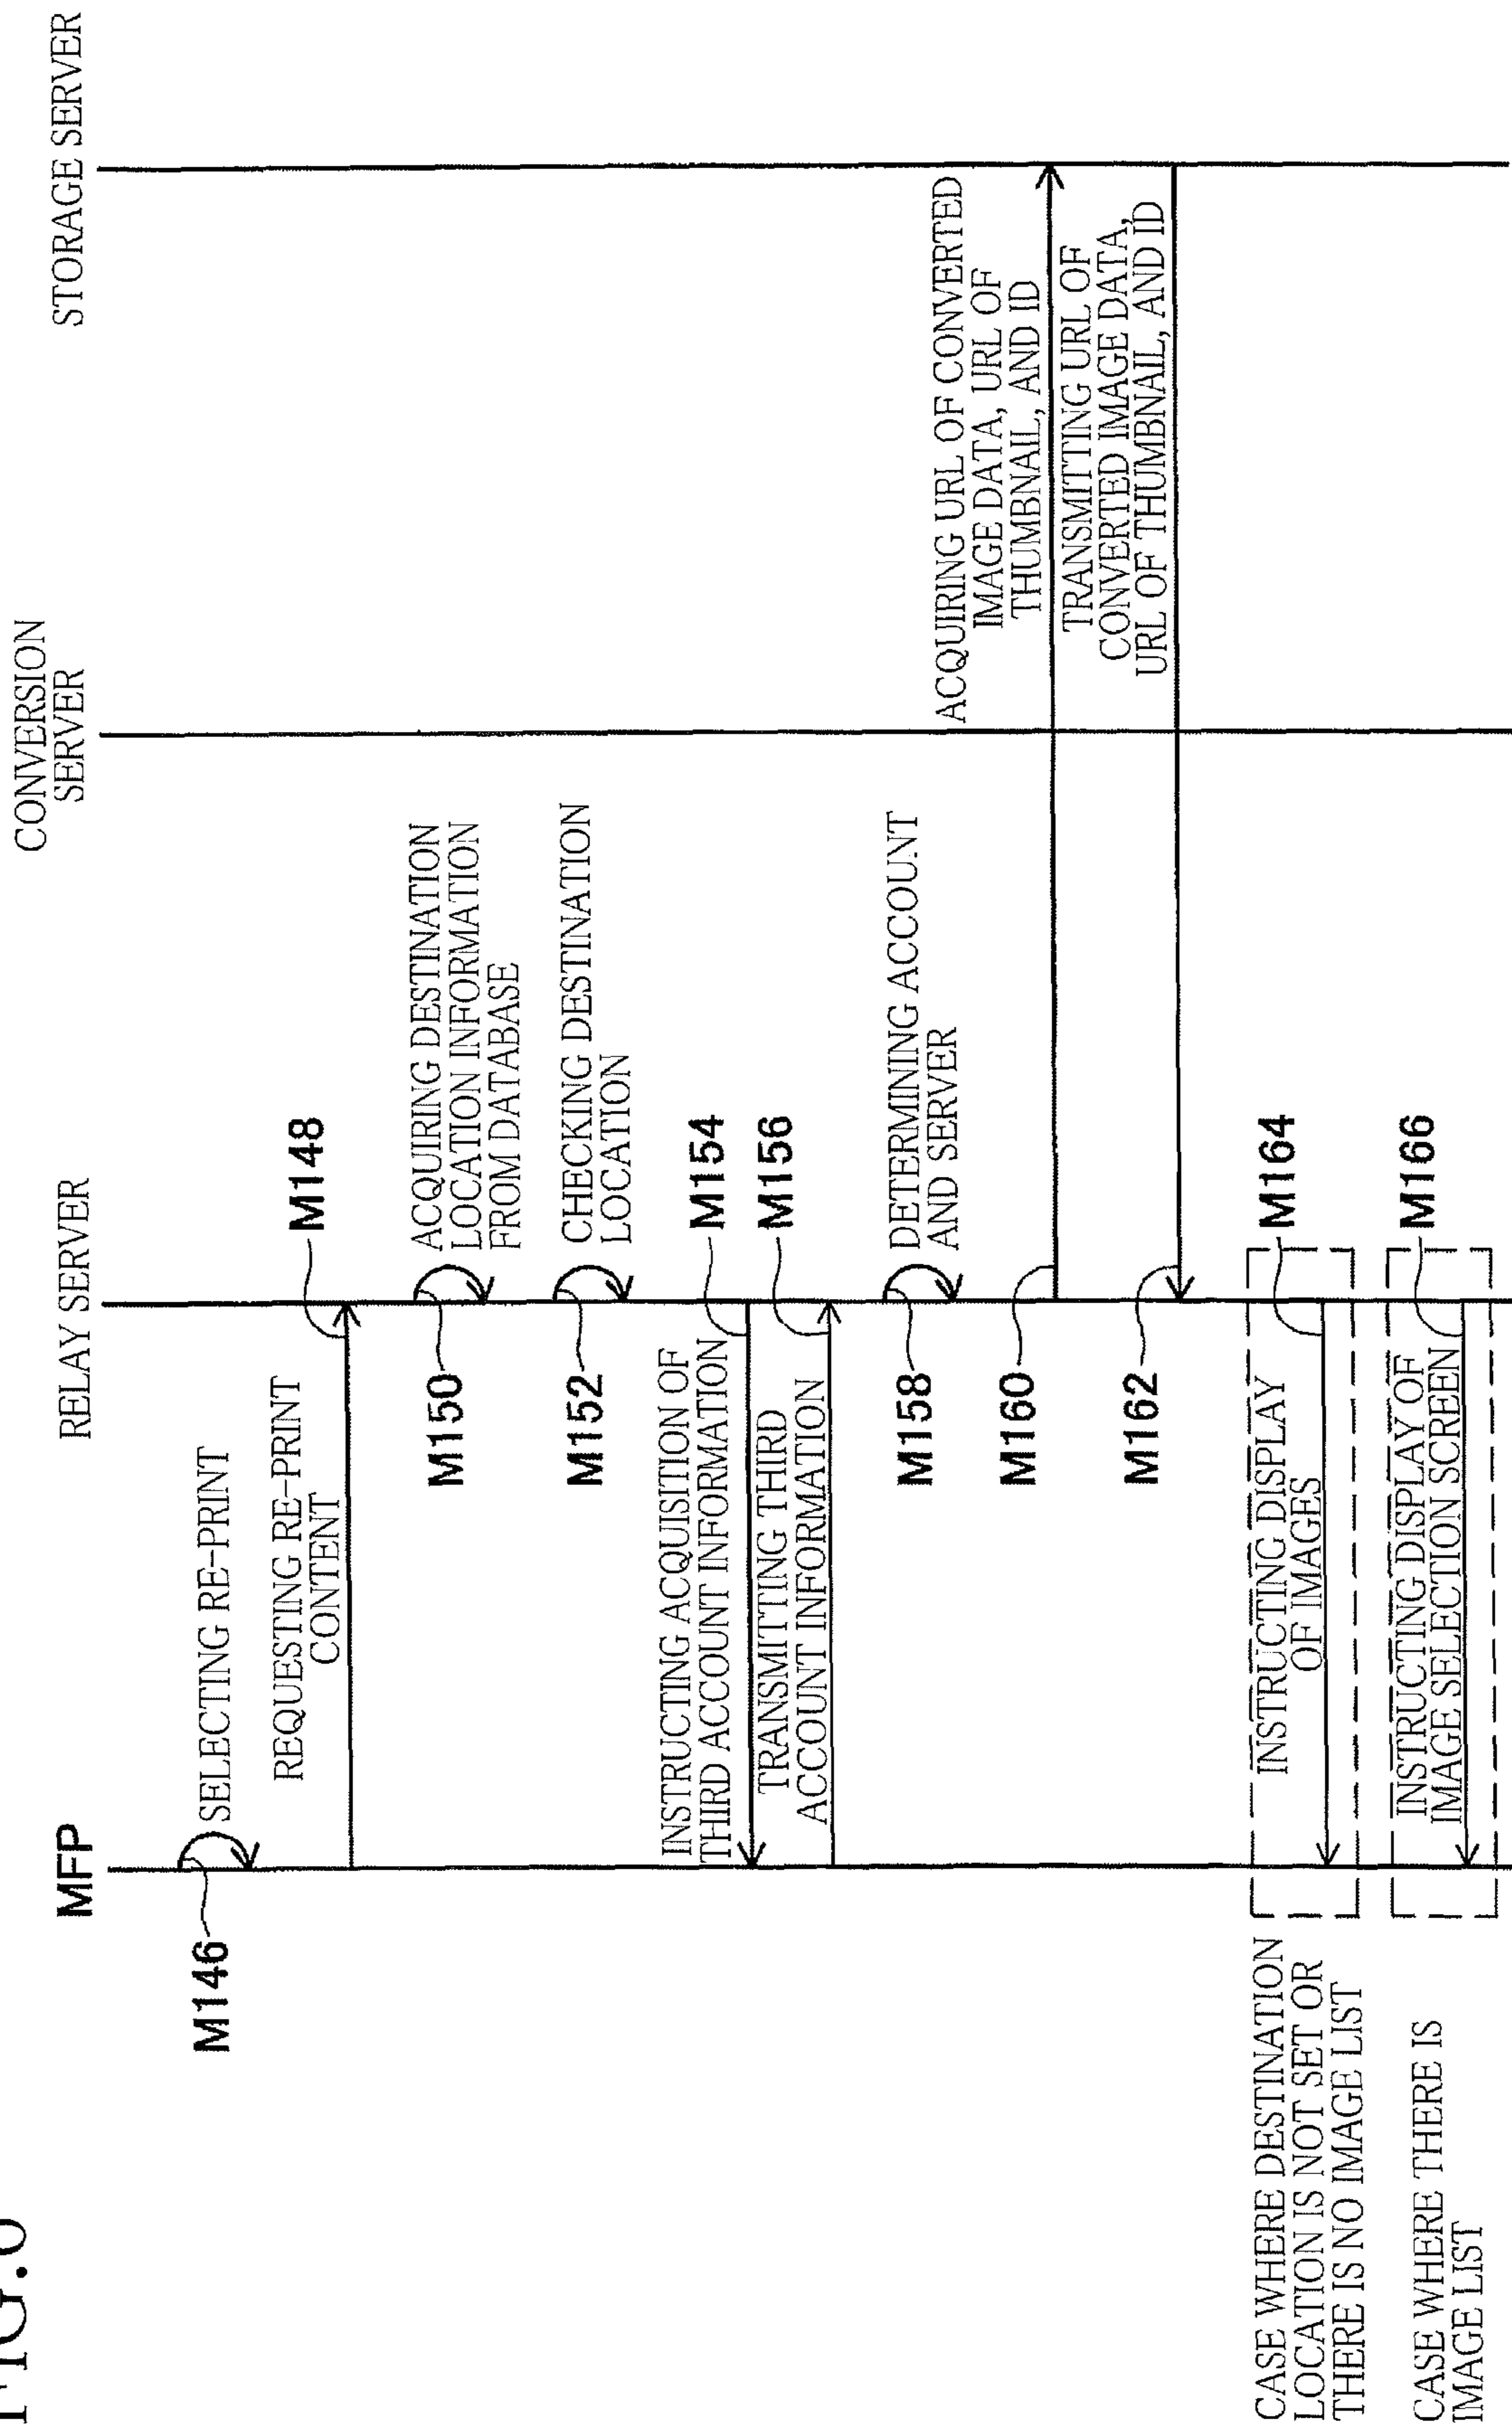 FIG.6
MFP
RELAY SERVER
CONVERSION
SERVER
STORAGE SERVER
M146
SELECTING RE-PRINT
REQUESTING RE-PRINT
CONTENT
M148
M150
ACQUIRING DESTINATION
LOCATION INFORMATION
FROM DATABASE
M152
CHECKING DESTINATION
LOCATION
INSTRUCTING ACQUISITION OF
THIRD ACCOUNT INFORMATION
M154
TRANSMITTING THIRD
ACCOUNT INFORMATION
M156
M158
DETERMINING ACCOUNT
AND SERVER
M160
ACQUIRING URL OF CONVERTED
IMAGE DATA, URL OF
THUMBNAIL, AND ID
M162
TRANSMITTING URL OF
CONVERTED IMAGE DATA,
URL OF THUMBNAIL, AND ID
CASE WHERE DESTINATION
LOCATION IS NOT SET OR
THERE IS NO IMAGE LIST
INSTRUCTING DISPLAY
OF IMAGES
M164
CASE WHERE THERE IS
IMAGE LIST
INSTRUCTING DISPLAY OF
IMAGE SELECTION SCREEN
M166